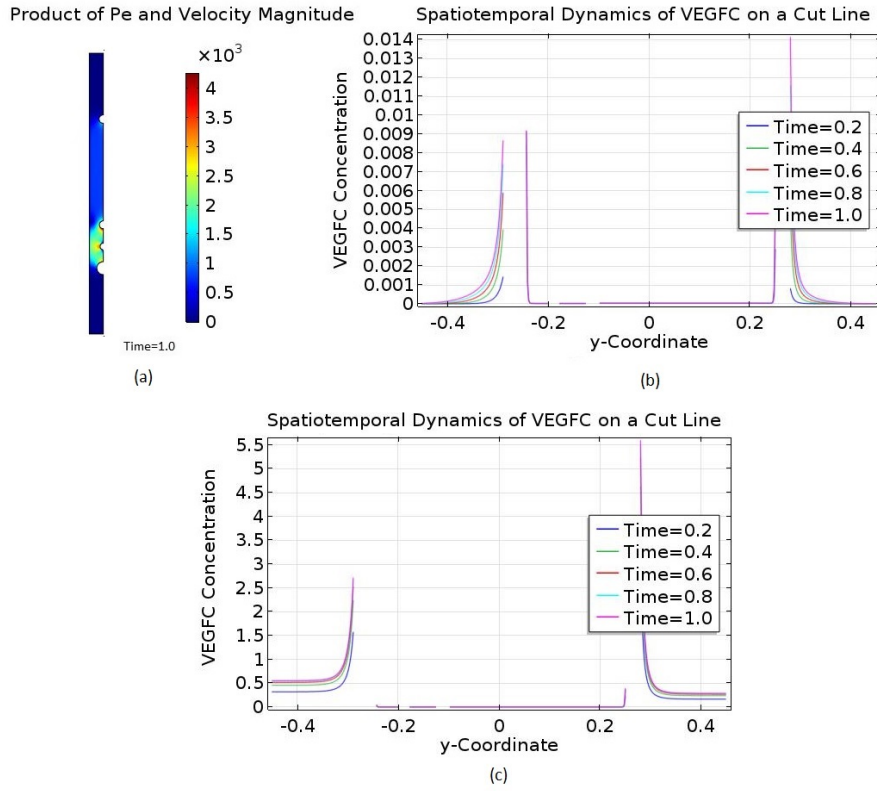 Product of Pe and Velocity Magnitude
×10³
4
3.5
3
2.5
2
1.5
1
0.5
0
Time=1.0
(a)
Spatiotemporal Dynamics of VEGFC on a Cut Line
VEGFC Concentration
0.014
0.013
0.012
0.011
0.01
0.009
0.008
0.007
0.006
0.005
0.004
0.003
0.002
0.001
0
Time=0.2
Time=0.4
Time=0.6
Time=0.8
Time=1.0
-0.4
-0.2
0
0.2
0.4
y-Coordinate
(b)
Spatiotemporal Dynamics of VEGFC on a Cut Line
VEGFC Concentration
5.5
5
4.5
4
3.5
3
2.5
2
1.5
1
0.5
0
Time=0.2
Time=0.4
Time=0.6
Time=0.8
Time=1.0
-0.4
-0.2
0
0.2
0.4
y-Coordinate
(c)